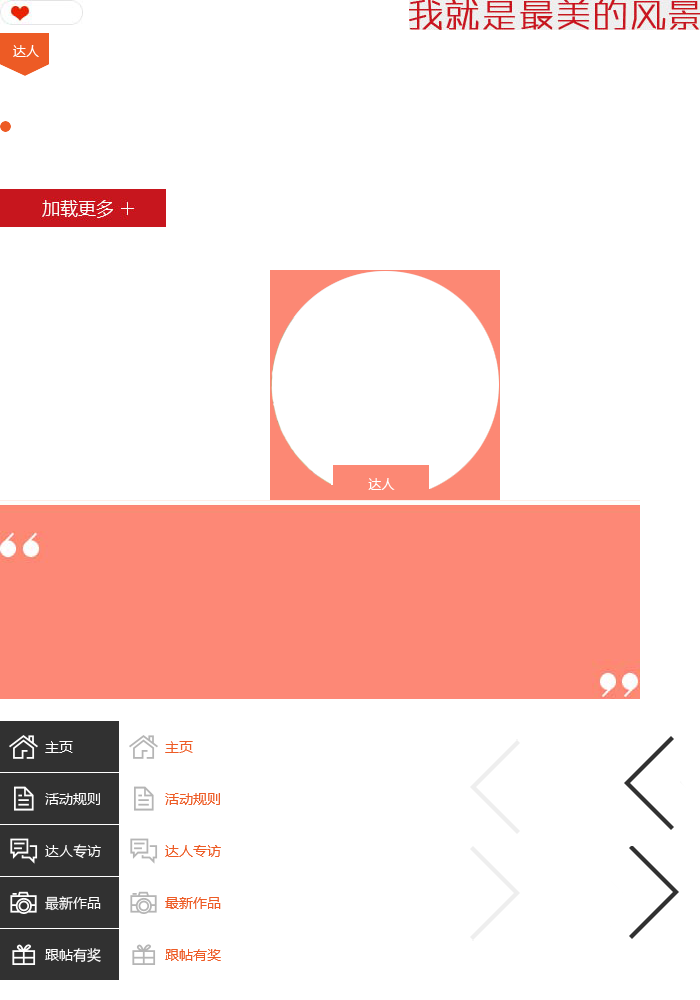 我就是最美的风景
达人
加载更多 +
达人
主页 主页
活动规则 活动规则
达人专访 达人专访
最新作品 最新作品
跟帖有奖 跟帖有奖